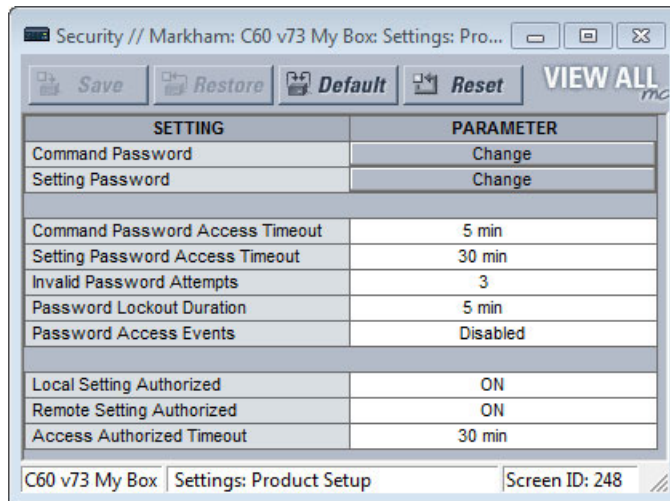 Security // Markham: C60 v73 My Box: Settings: Pro...
Save Restore Default Reset VIEW ALL
SETTING PARAMETER
Command Password Change
Setting Password Change
Command Password Access Timeout 5 min
Setting Password Access Timeout 30 min
Invalid Password Attempts 3
Password Lockout Duration 5 min
Password Access Events Disabled
Local Setting Authorized ON
Remote Setting Authorized ON
Access Authorized Timeout 30 min
C60 v73 My Box Settings: Product Setup Screen ID: 248